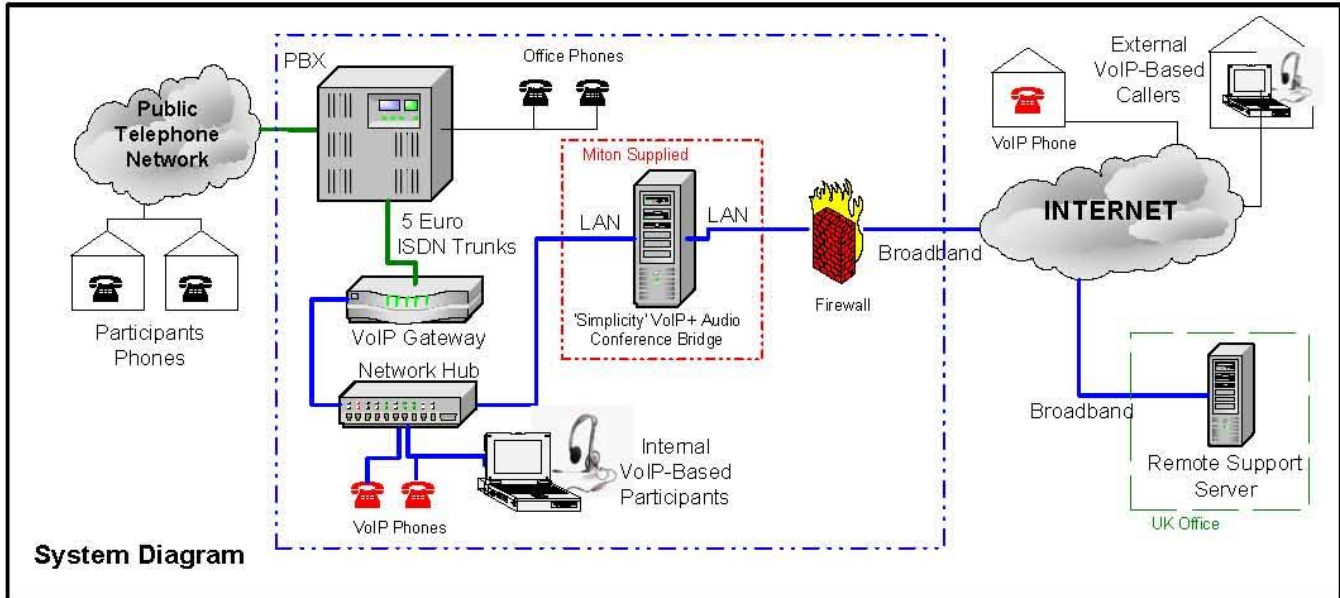 PBX
Office Phones
Public
Telephone
Network
Participants
Phones
5 Euro
ISDN Trunks
VoIP Gateway
Network Hub
VoIP Phones
Internal
VoIP-Based
Participants
Miton Supplied
LAN
LAN
'Simplicity' VoIP+ Audio
Conference Bridge
Firewall
Broadband
VoIP Phone
External
VoIP-Based
Callers
INTERNET
Broadband
Remote Support
Server
UK Office
System Diagram